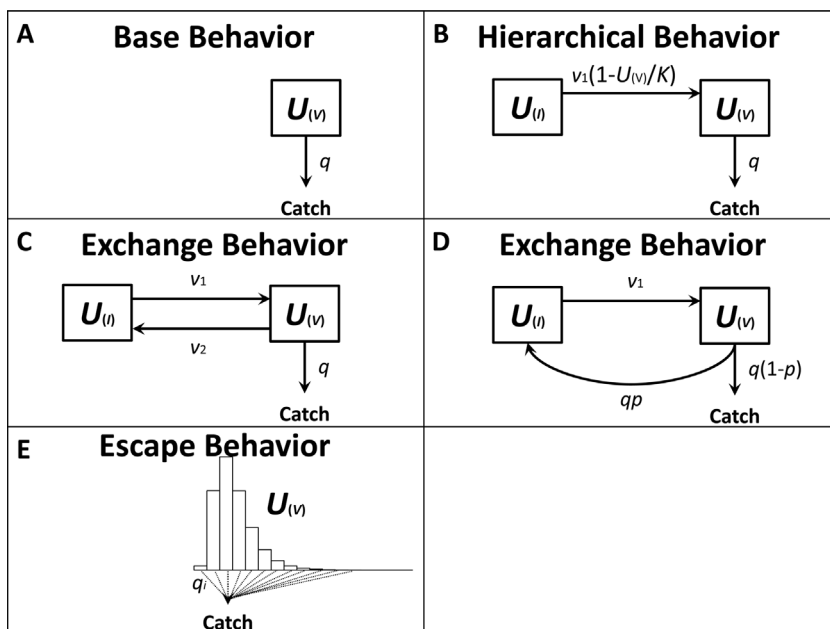 A Base Behavior
U(V)
q
Catch
B Hierarchical Behavior
v1(1-U(V)/K)
U(I) U(V)
q
Catch
C Exchange Behavior
v1
U(I) U(V)
v2
q
Catch
D Exchange Behavior
v1
U(I) U(V)
q(1-p)
qp
Catch
E Escape Behavior
U(V)
qi
Catch